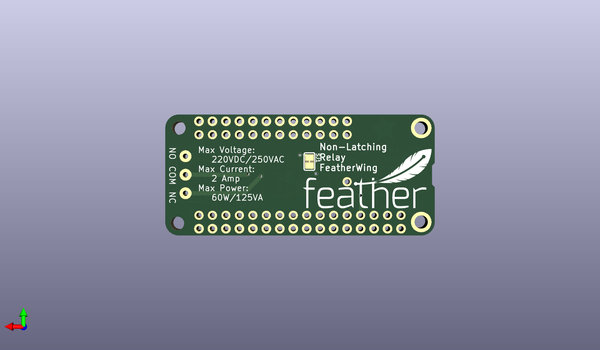 Max Voltage:
220VDC/250VAC
Max Current:
2 Amp
Max Power:
60W/125VA
NO COM NC
Non-Latching
Relay
FeatherWing
feather